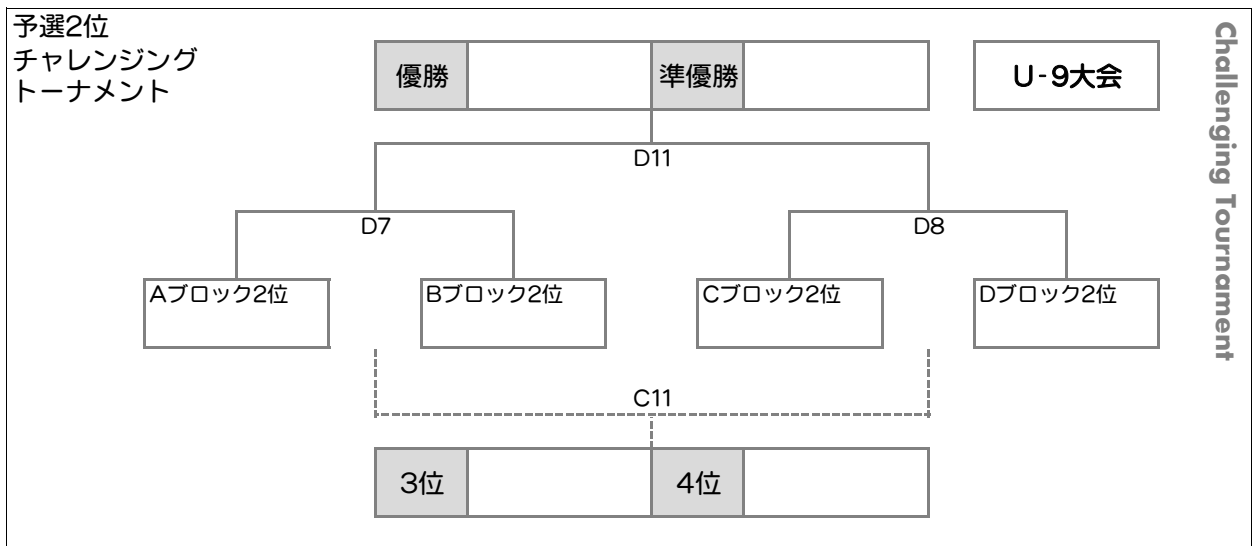 予選2位
チャレンジング
トーナメント
優勝
準優勝
U-9大会
Challenging Tournament
D11
D7
D8
Aブロック2位
Bブロック2位
Cブロック2位
Dブロック2位
C11
3位
4位